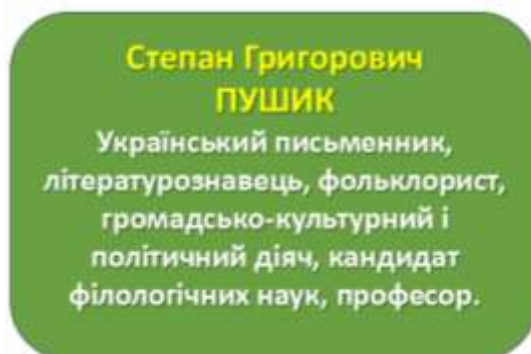 Степан Григорович
ПУШИК
Український письменник,
літературознавець, фольклорист,
громадсько-культурний і
політичний діяч, кандидат
філологічних наук, професор.